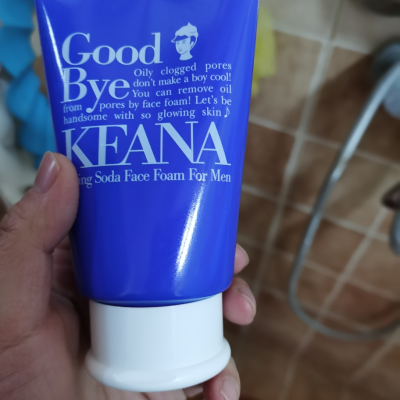 Good
Bye
Oily clogged pores
don't make a boy cool!
You can remove oil
from pores by face foam! Let's be
handsome with so glowing skin♪
KEANA
ing Soda Face Foam For Men